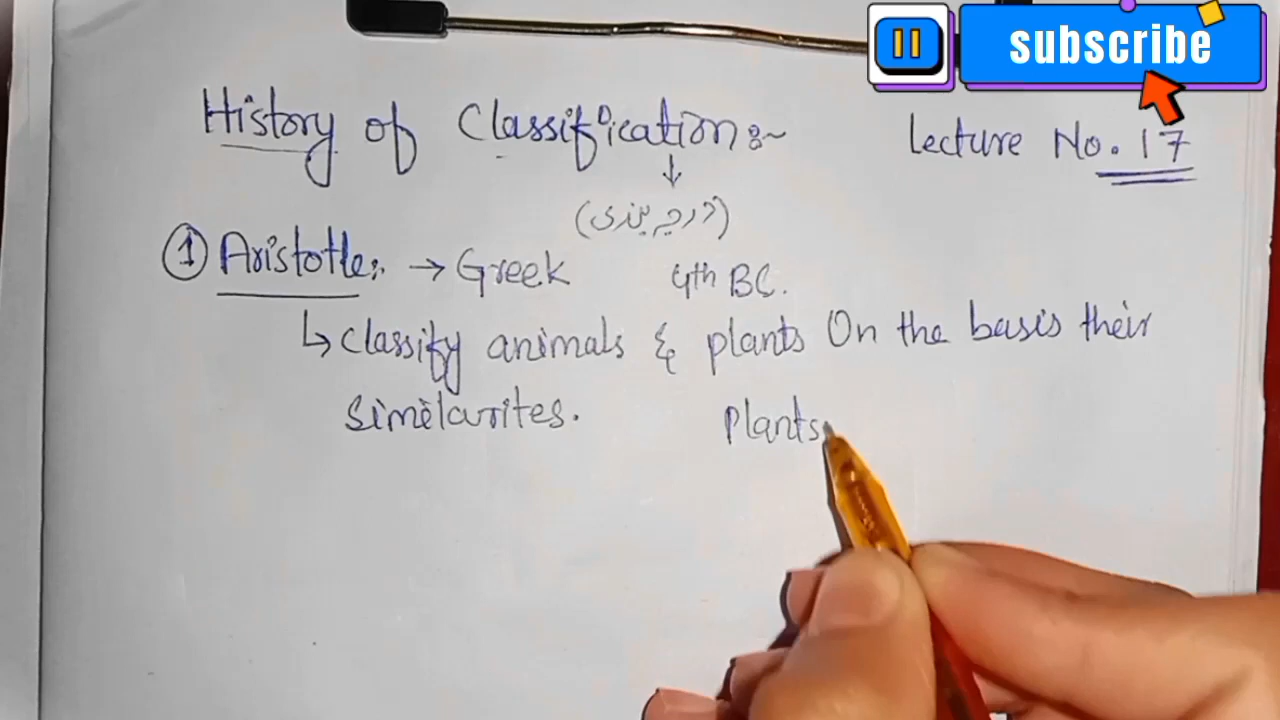 subscribe
History of Classification:~ Lecture No. 17
(درجہ بندی)
① Aristotle:. → Greek 4th BC.
↳ Classify animals & plants On the basis their
similarites. Plants